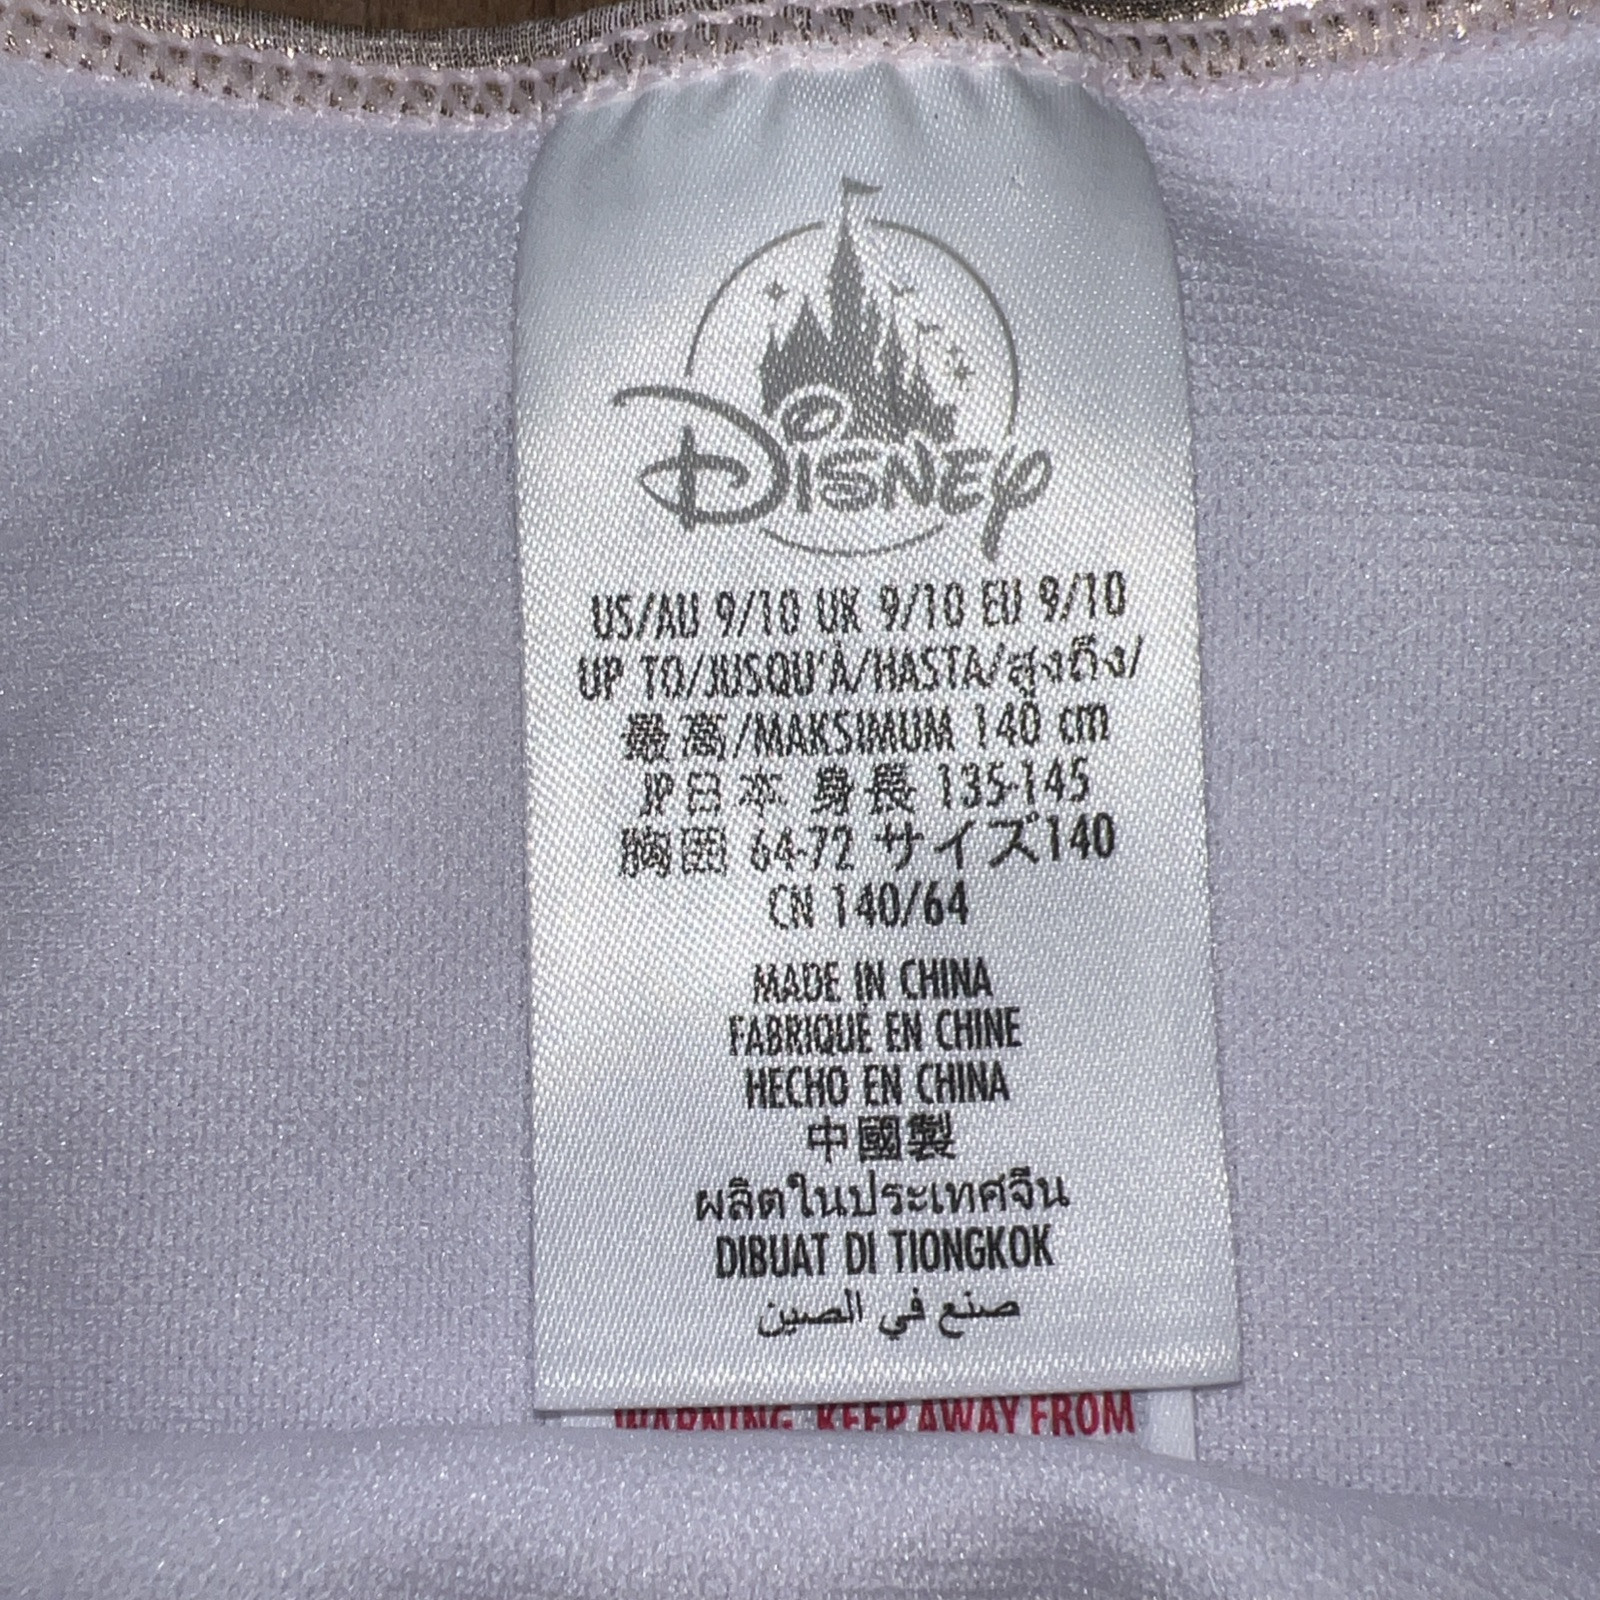 Disney
US/AU 9/10 UK 9/10 EU 9/10
UP TO/JUSQU'À/HASTA/สูงถึง/
最高/MAKSIMUM 140 cm
JP日本 身長 135-145
胸囲 64-72 サイズ140
CN 140/64
MADE IN CHINA
FABRIQUÉ EN CHINE
HECHO EN CHINA
中國製
ผลิตในประเทศจีน
DIBUAT DI TIONGKOK
صنع في الصين
WARNING. KEEP AWAY FROM